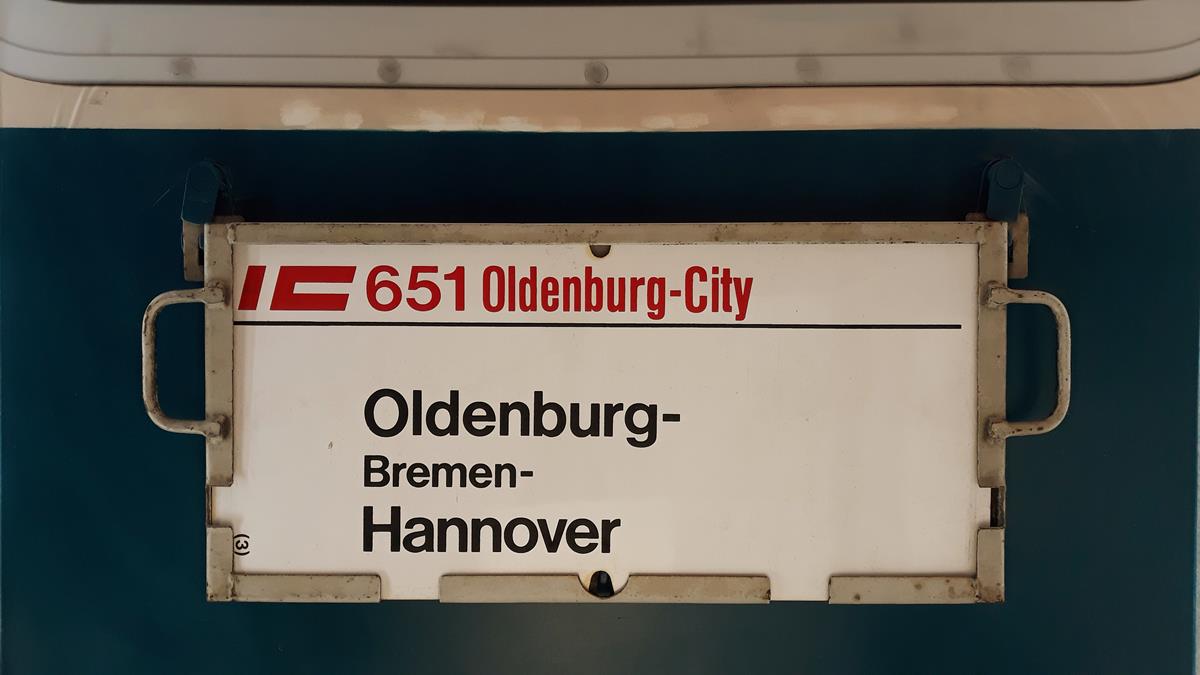 IC 651 Oldenburg-City
Oldenburg-
Bremen-
Hannover
(3)